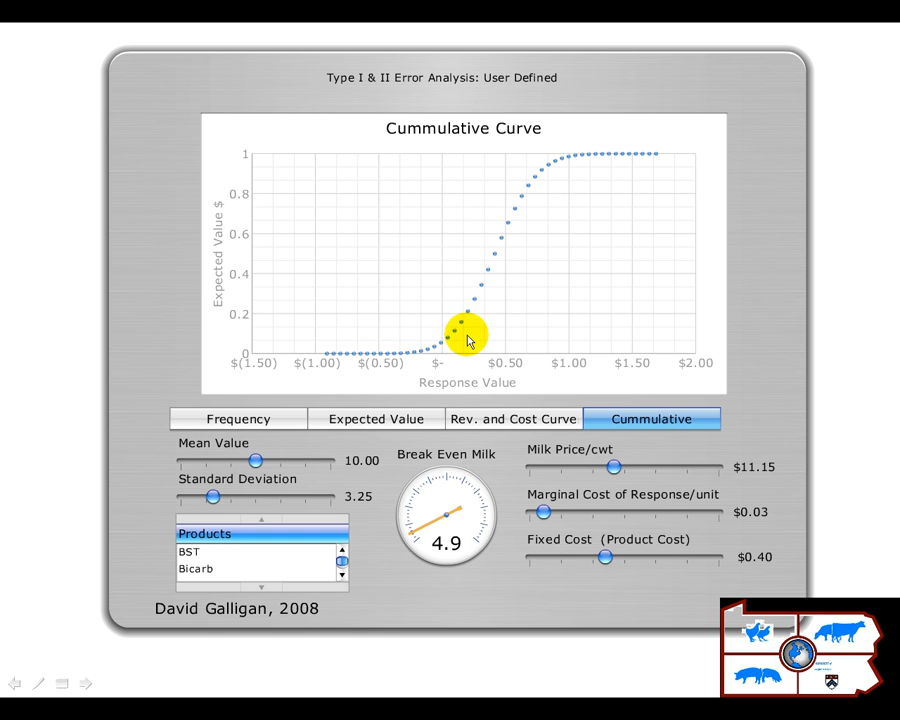 Type I & II Error Analysis: User Defined
Cummulative Curve
Expected Value $
1
0.8
0.6
0.4
0.2
0
$(1.50) $(1.00) $(0.50) $- $0.50 $1.00 $1.50 $2.00
Response Value
Frequency Expected Value Rev. and Cost Curve Cummulative
Mean Value
10.00
Standard Deviation
3.25
Products
BST
Bicarb
Break Even Milk
4.9
Milk Price/cwt
$11.15
Marginal Cost of Response/unit
$0.03
Fixed Cost (Product Cost)
$0.40
David Galligan, 2008